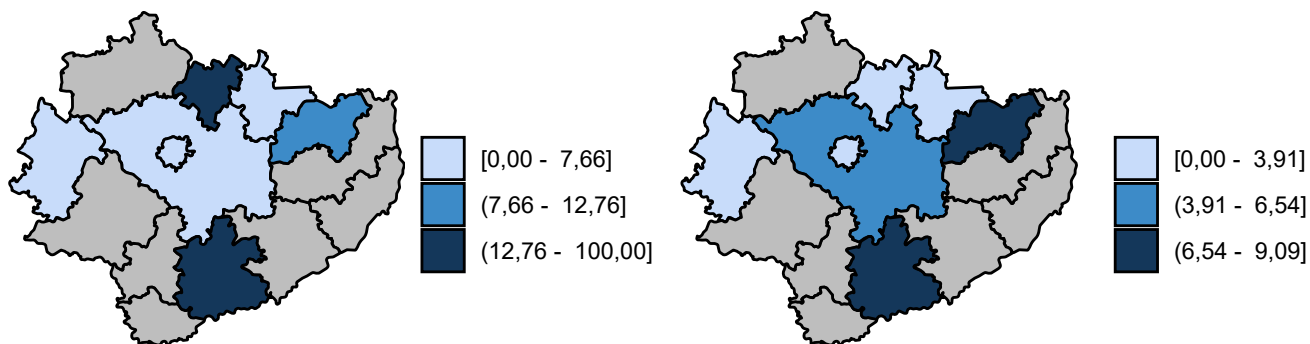 [0,00 - 7,66]
(7,66 - 12,76]
(12,76 - 100,00]
[0,00 - 3,91]
(3,91 - 6,54]
(6,54 - 9,09]